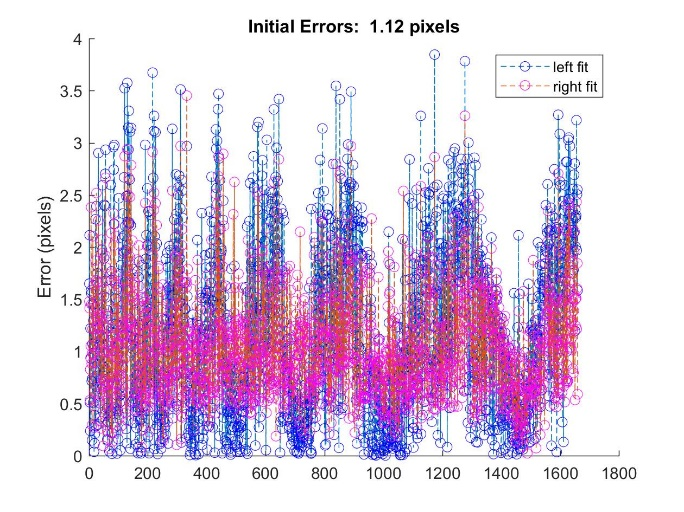 Initial Errors:  1.12 pixels
4
3.5
3
2.5
2
1.5
1
0.5
0
Error (pixels)
left fit
right fit
0 200 400 600 800 1000 1200 1400 1600 1800